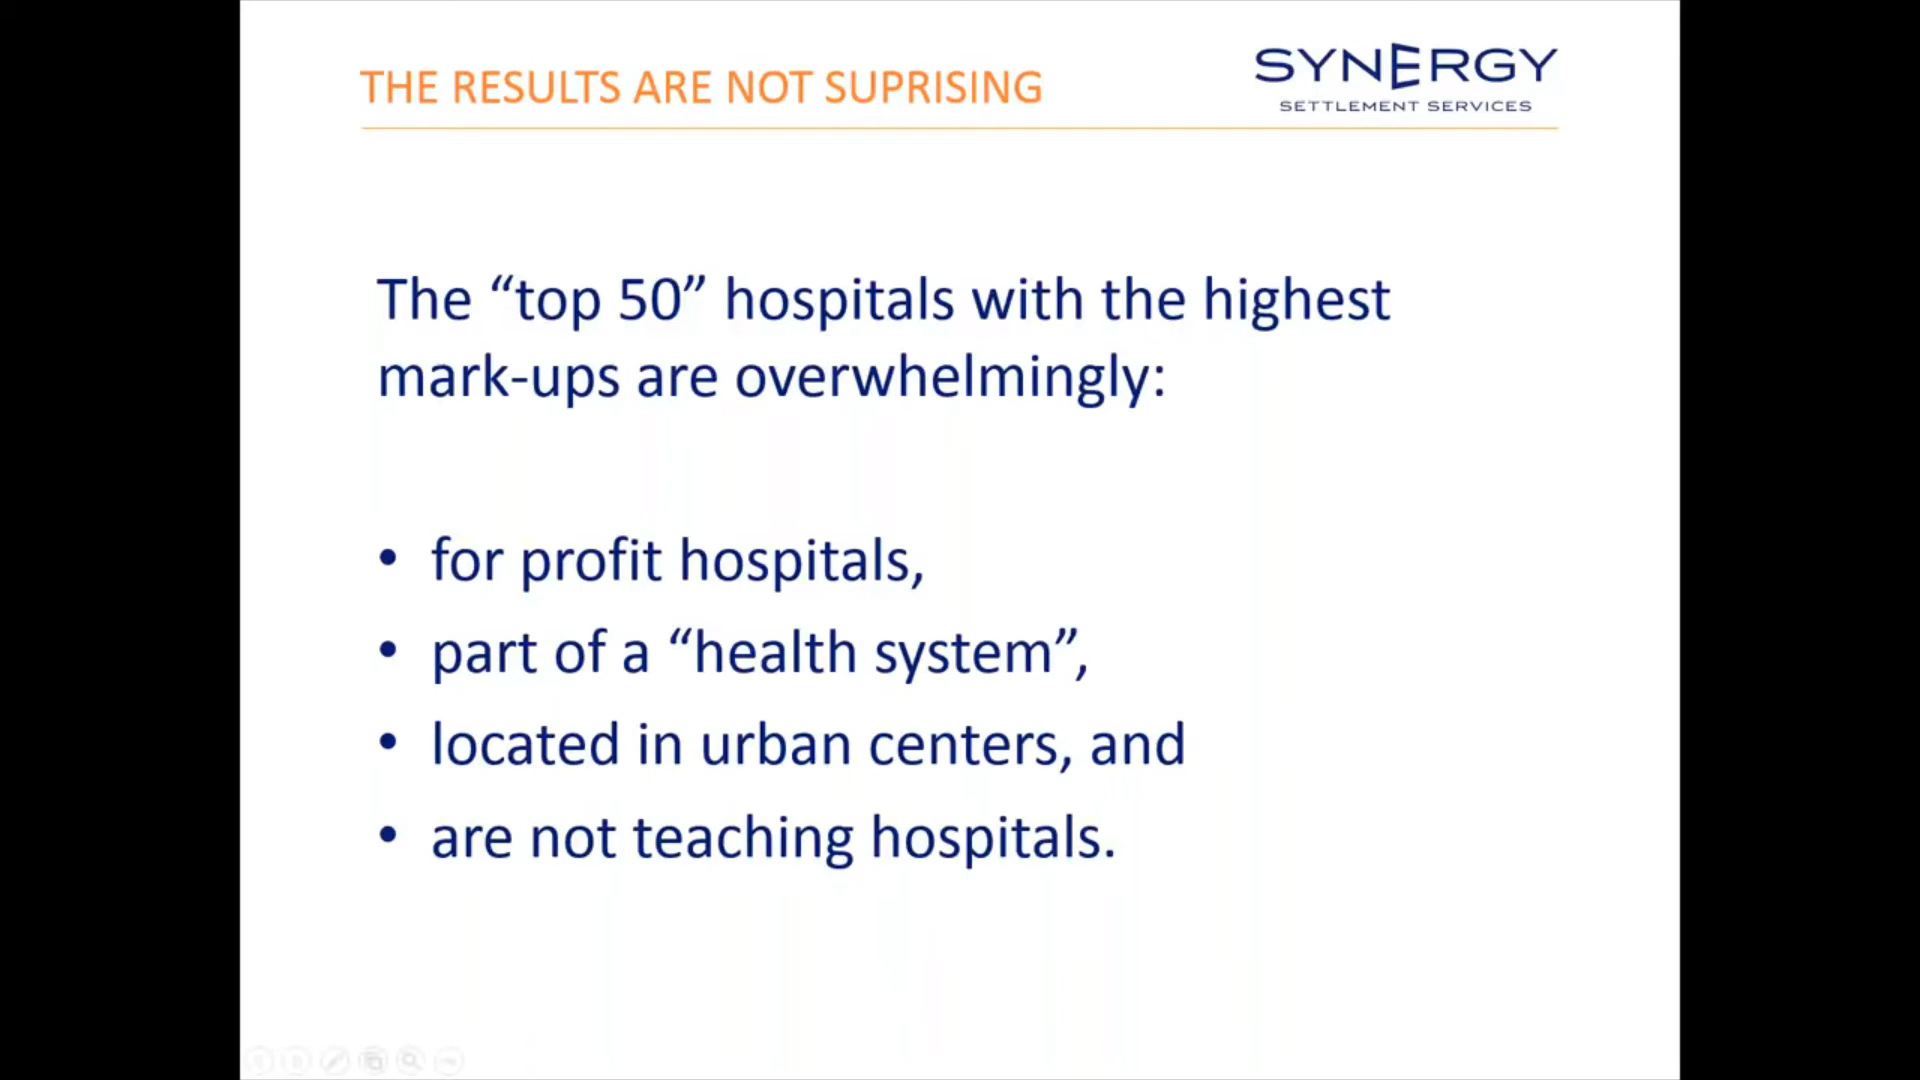 THE RESULTS ARE NOT SUPRISING
SYNERGY
SETTLEMENT SERVICES
The “top 50” hospitals with the highest
mark-ups are overwhelmingly:
• for profit hospitals,
• part of a “health system”,
• located in urban centers, and
• are not teaching hospitals.